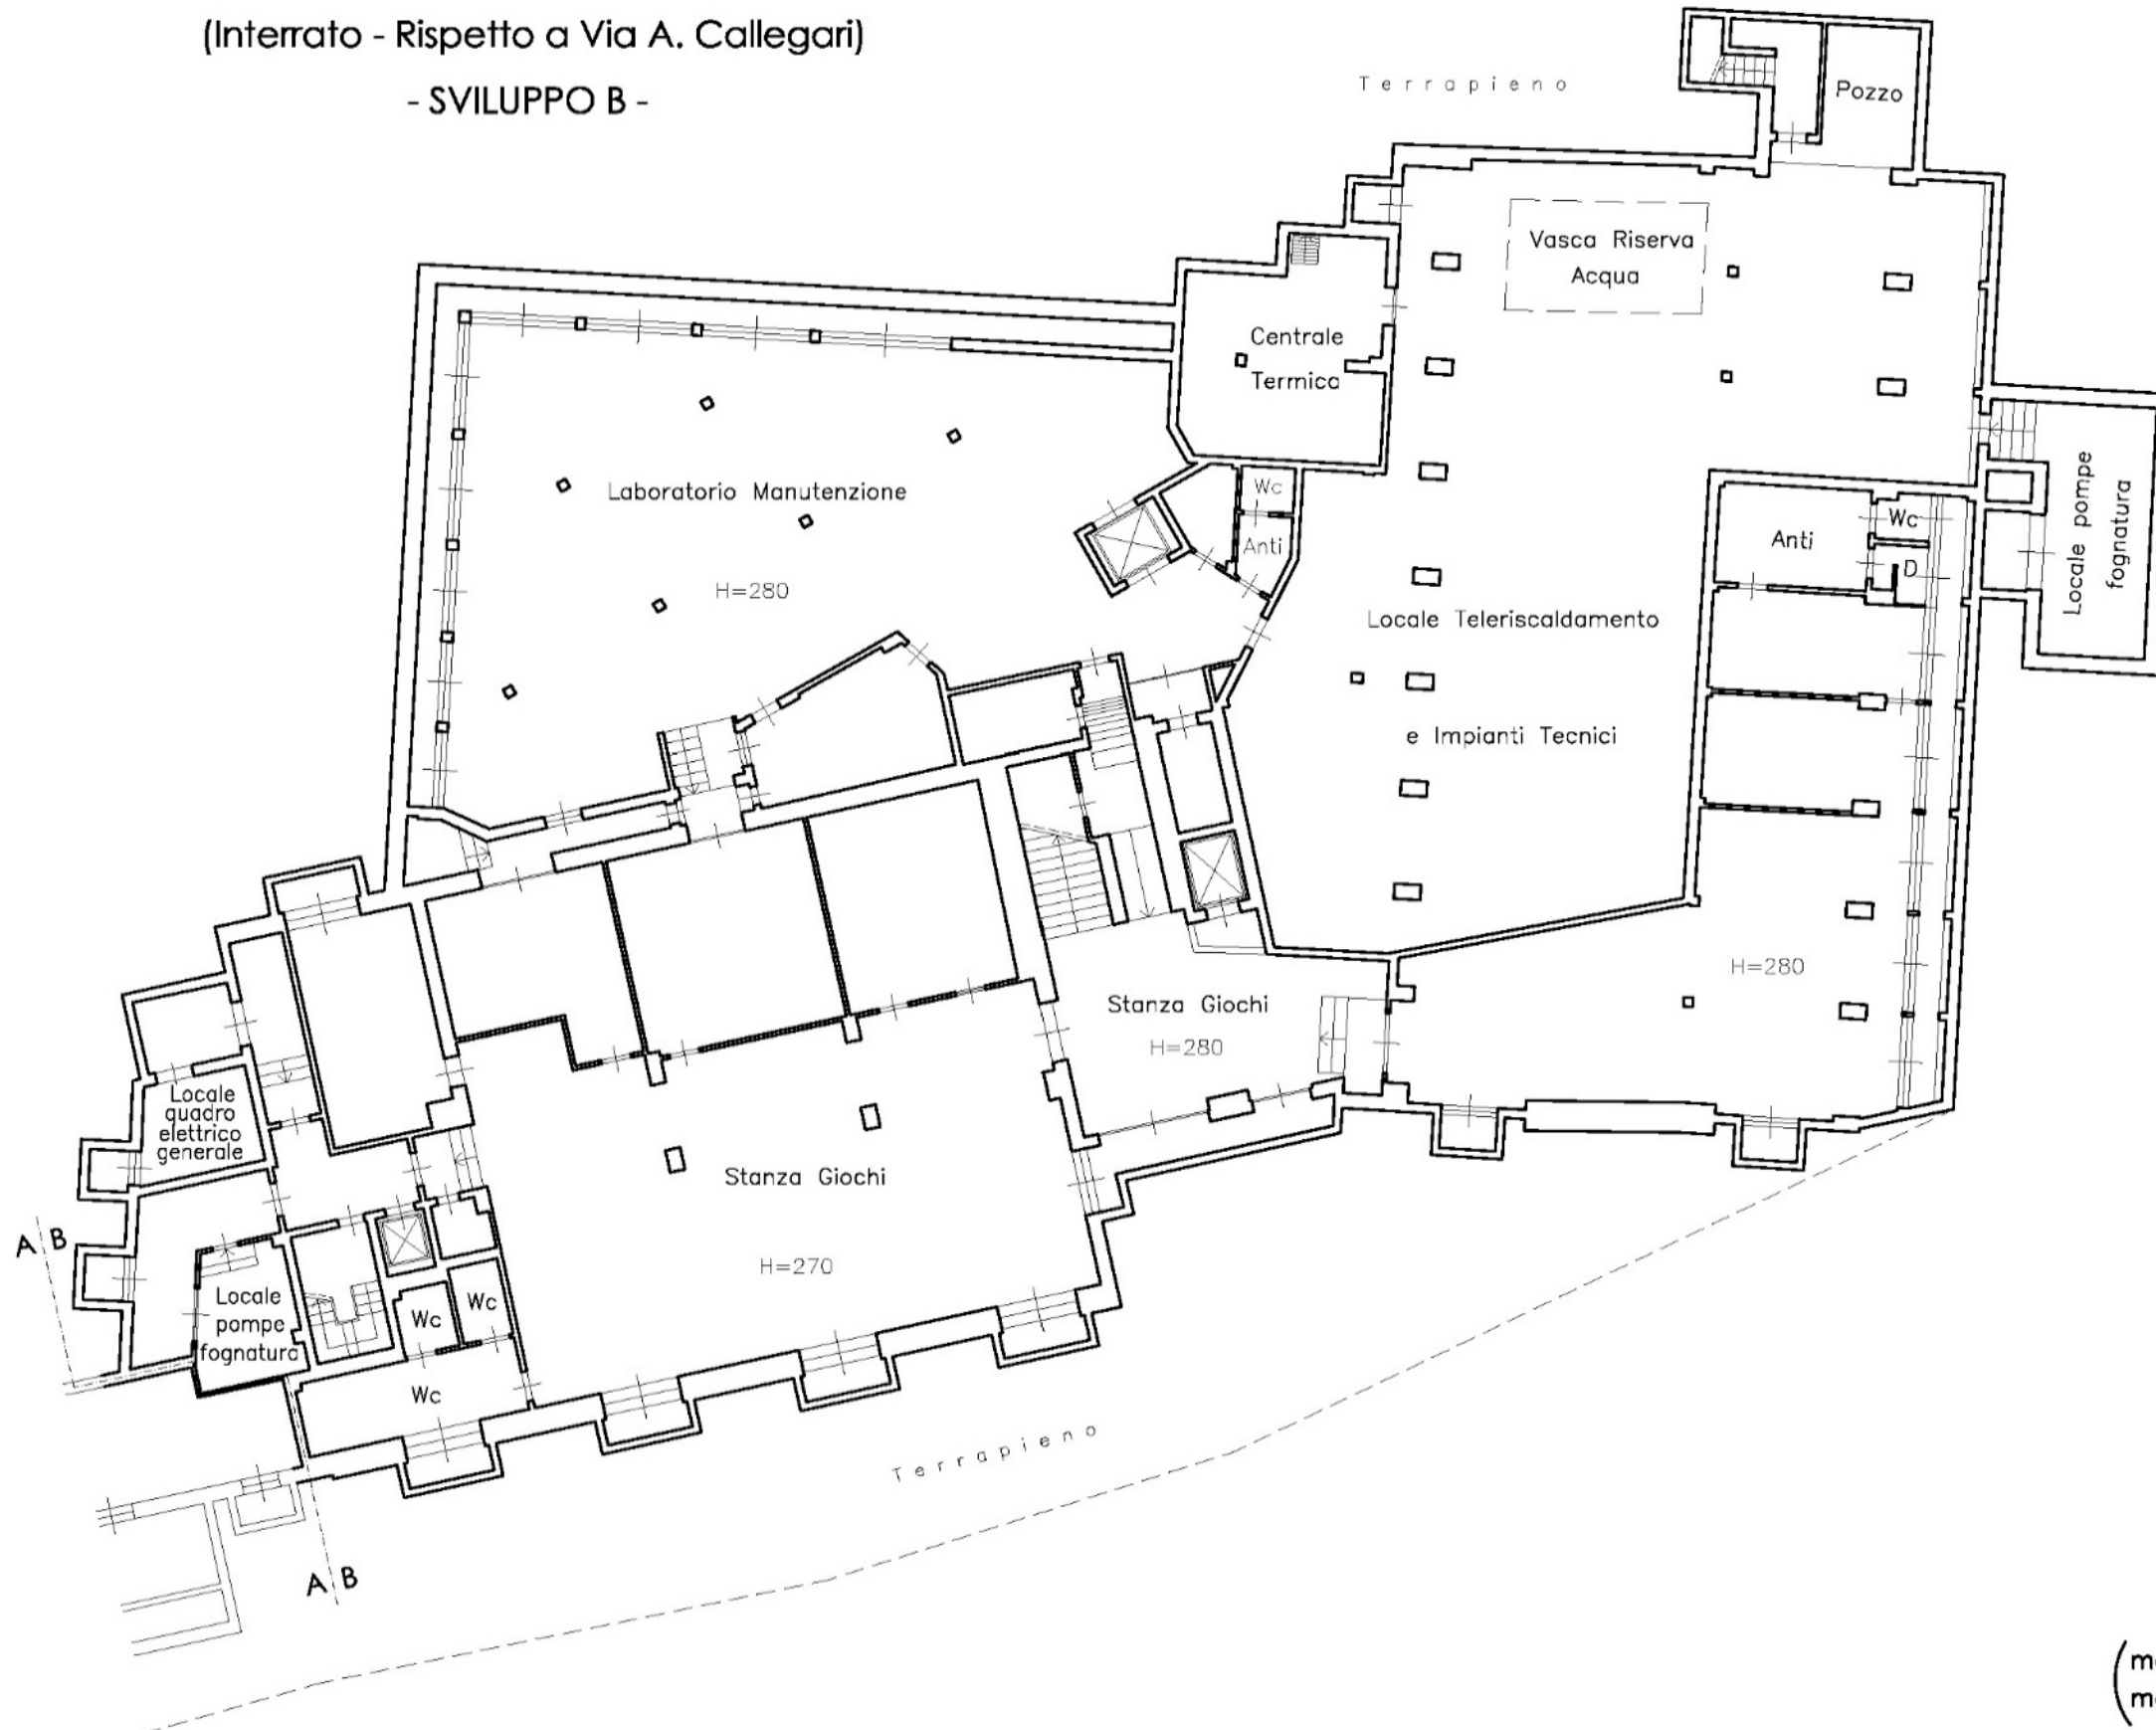 (Interrato - Rispetto a Via A. Callegari)
- SVILUPPO B -
Terrapieno
Pozzo
Vasca Riserva
Acqua
Centrale
Termica
Laboratorio Manutenzione
H=280
Wc
Anti
Anti
Wc
D
Locale pompe
fognatura
Locale Teleriscaldamento
e Impianti Tecnici
H=280
Stanza Giochi
H=280
Locale
quadro
elettrico
generale
Stanza Giochi
H=270
A B
Locale
pompe
fognatura
Wc
Wc
Wc
Terrapieno
A B